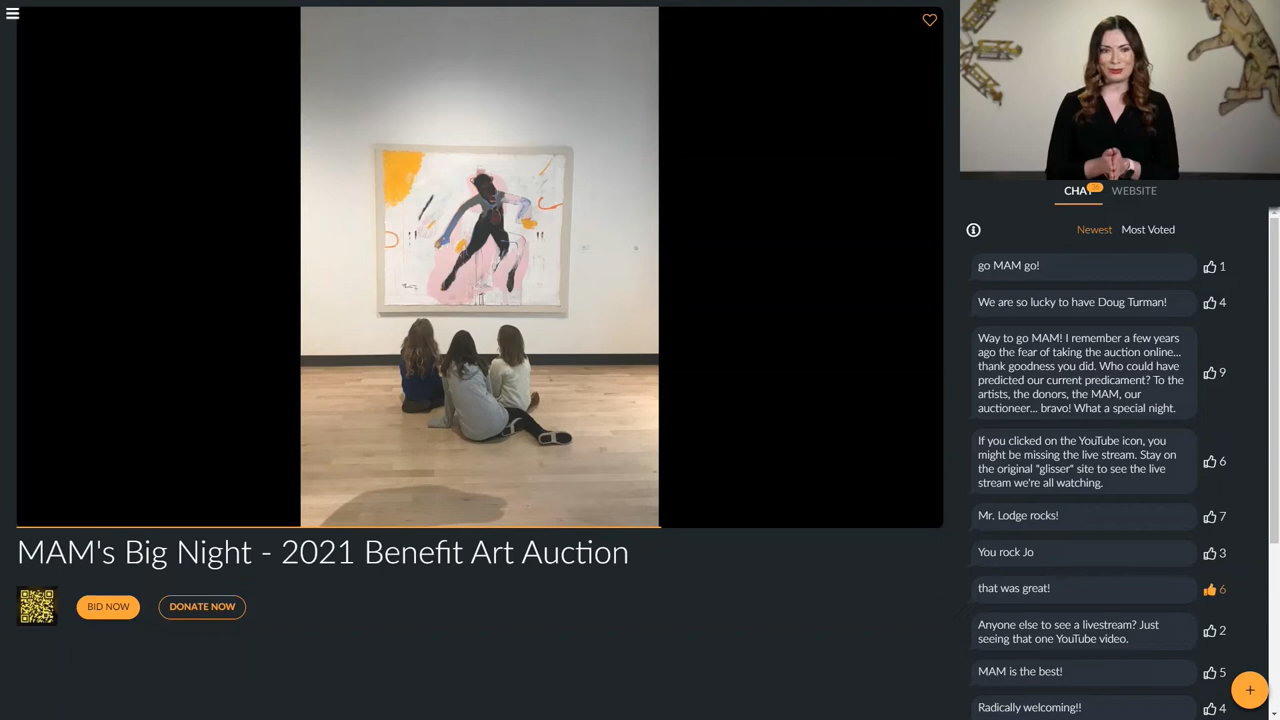 CHAT
WEBSITE
Newest
Most Voted
go MAM go!
1
We are so lucky to have Doug Turman!
4
Way to go MAM! I remember a few years
ago the fear of taking the auction online...
thank goodness you did. Who could have
predicted our current predicament? To the
artists, the donors, the MAM, our
auctioneer... bravo! What a special night.
9
If you clicked on the YouTube icon, you
might be missing the live stream. Stay on
the original "glisser" site to see the live
stream we're all watching.
6
Mr. Lodge rocks!
7
You rock Jo
3
that was great!
6
Anyone else to see a livestream? Just
seeing that one YouTube video.
2
MAM is the best!
5
Radically welcoming!!
4
MAM's Big Night - 2021 Benefit Art Auction
BID NOW
DONATE NOW